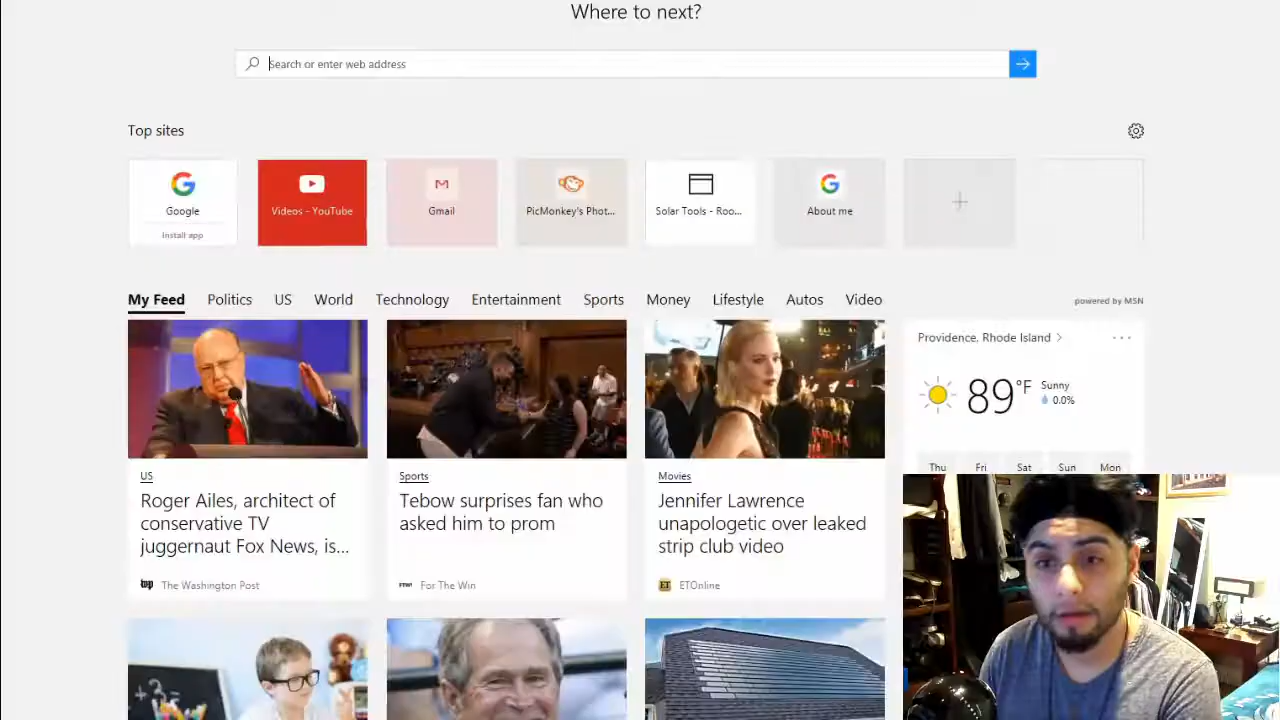 Where to next?
Search or enter web address
Top sites
Google
Install app
Videos - YouTube
Gmail
PicMonkey's Phot...
Solar Tools - Roo...
About me
My Feed Politics US World Technology Entertainment Sports Money Lifestyle Autos Video
powered by MSN
US
Roger Ailes, architect of
conservative TV
juggernaut Fox News, is...
The Washington Post
Sports
Tebow surprises fan who
asked him to prom
FTW!
For The Win
Movies
Jennifer Lawrence
unapologetic over leaked
strip club video
ET
ETOnline
Providence, Rhode Island
89°F
Sunny
0.0%
Thu Fri Sat Sun Mon